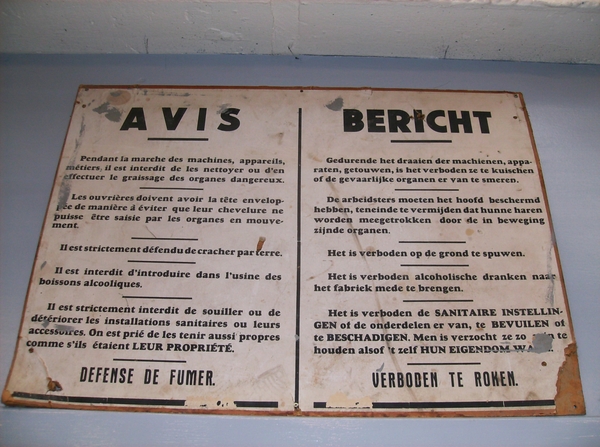 AVIS
Pendant la marche des machines, appareils,
métiers, il est interdit de les nettoyer ou d'en
effectuer le graissage des organes dangereux.
Les ouvrières doivent avoir la tête envelop-
pée de manière à éviter que leur chevelure ne
puisse être saisie par les organes en mouve-
ment.
Il est strictement défendu de cracher par terre.
Il est interdit d'introduire dans l'usine des
boissons alcooliques.
Il est strictement interdit de souiller ou de
détériorer les installations sanitaires ou leurs
accessoires. On est prié de les tenir aussi propres
comme s'ils étaient LEUR PROPRIÉTÉ.
DEFENSE DE FUMER.
BERICHT
Gedurende het draaien der machienen, appa-
raten, getouwen, is het verboden ze te kuischen
of de gevaarlijke organen er van te smeren.
De arbeidsters moeten het hoofd beschermd
hebben, teneinde te vermijden dat hunne haren
worden meegetrokken door de in beweging
zijnde organen.
Het is verboden op de grond te spuwen.
Het is verboden alcoholische dranken naar
het fabriek mede te brengen.
Het is verboden de SANITAIRE INSTELLIN-
GEN of de onderdelen er van, te BEVUILEN of
te BESCHADIGEN. Men is verzocht ze zo te
houden alsof 't zelf HUN EIGENDOM
VERBODEN TE ROKEN.